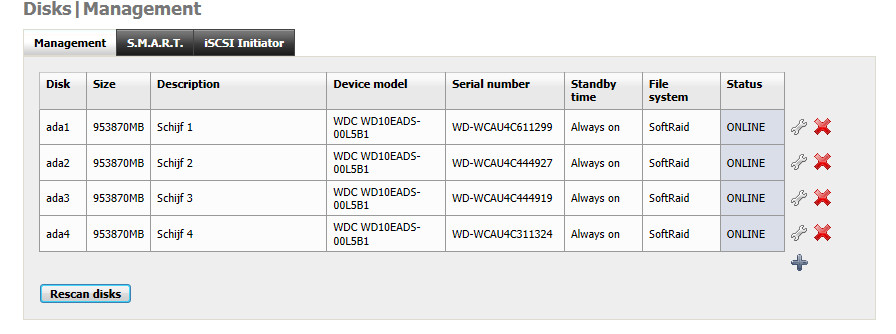 Disks|Management
Management S.M.A.R.T. iSCSI Initiator
Disk Size Description Device model Serial number Standby time File system Status
ada1 953870MB Schijf 1 WDC WD10EADS-00L5B1 WD-WCAU4C611299 Always on SoftRaid ONLINE
ada2 953870MB Schijf 2 WDC WD10EADS-00L5B1 WD-WCAU4C444927 Always on SoftRaid ONLINE
ada3 953870MB Schijf 3 WDC WD10EADS-00L5B1 WD-WCAU4C444919 Always on SoftRaid ONLINE
ada4 953870MB Schijf 4 WDC WD10EADS-00L5B1 WD-WCAU4C311324 Always on SoftRaid ONLINE
Rescan disks